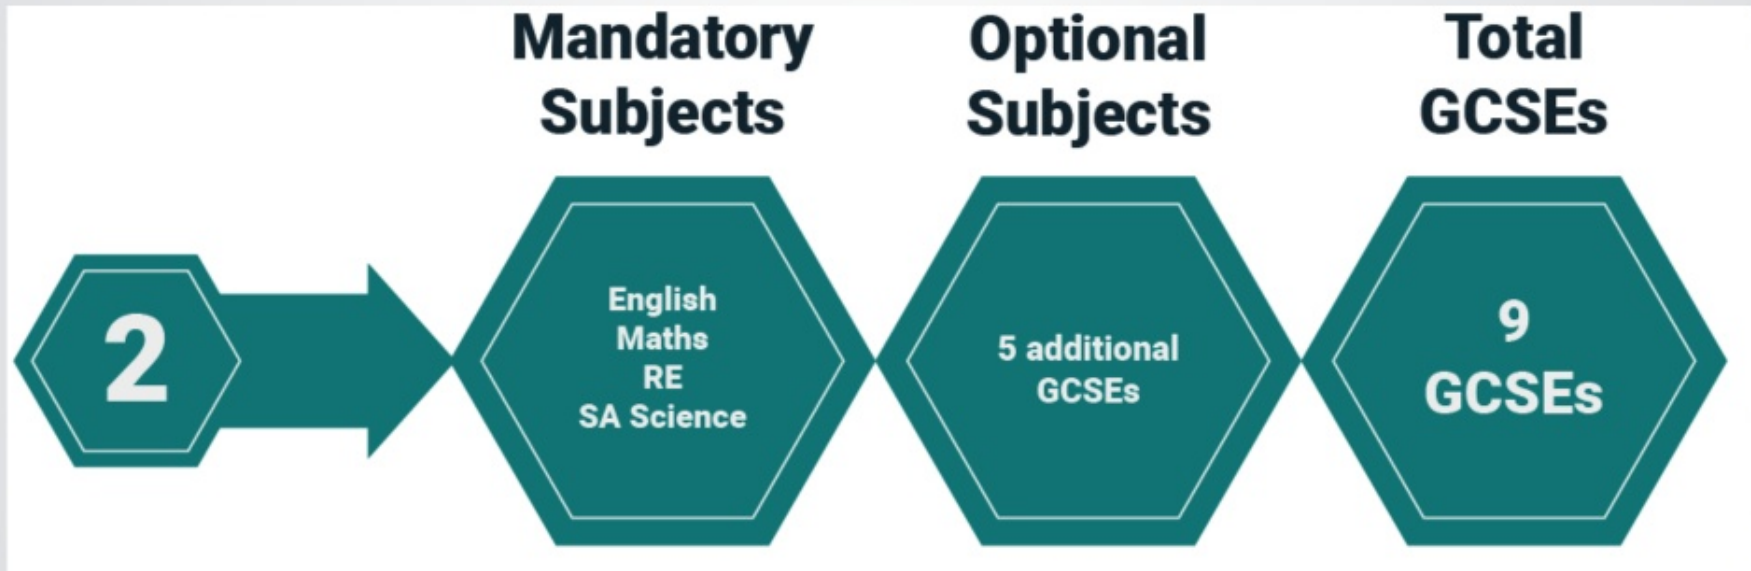 Mandatory
Subjects
Optional
Subjects
Total
GCSEs
2
English
Maths
RE
SA Science
5 additional
GCSEs
9
GCSEs